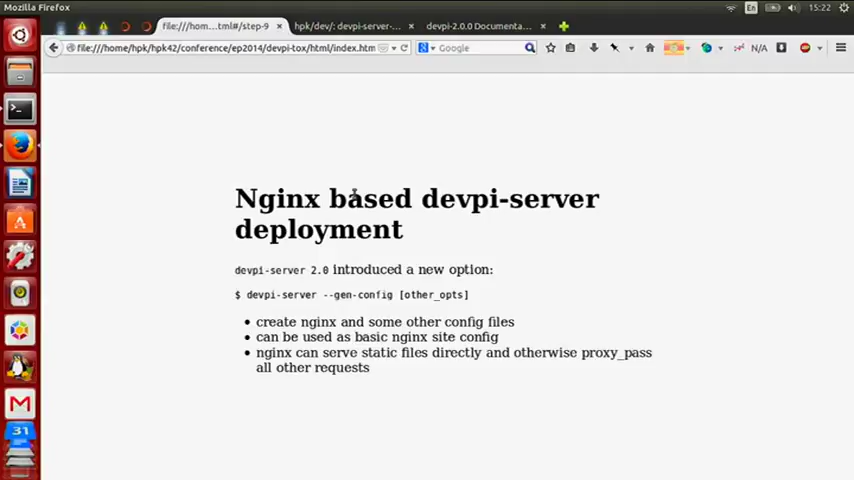 Mozilla Firefox
En
15:22
file:///hom...tml#/step-9
hpk/dev/: devpi-server-...
devpi-2.0.0 Documenta...
file:///home/hpk/hpk42/conference/ep2014/devpi-tox/html/index.htm
Google
N/A
Nginx based devpi-server
deployment
devpi-server 2.0 introduced a new option:
$ devpi-server --gen-config [other_opts]
• create nginx and some other config files
• can be used as basic nginx site config
• nginx can serve static files directly and otherwise proxy_pass
all other requests
31